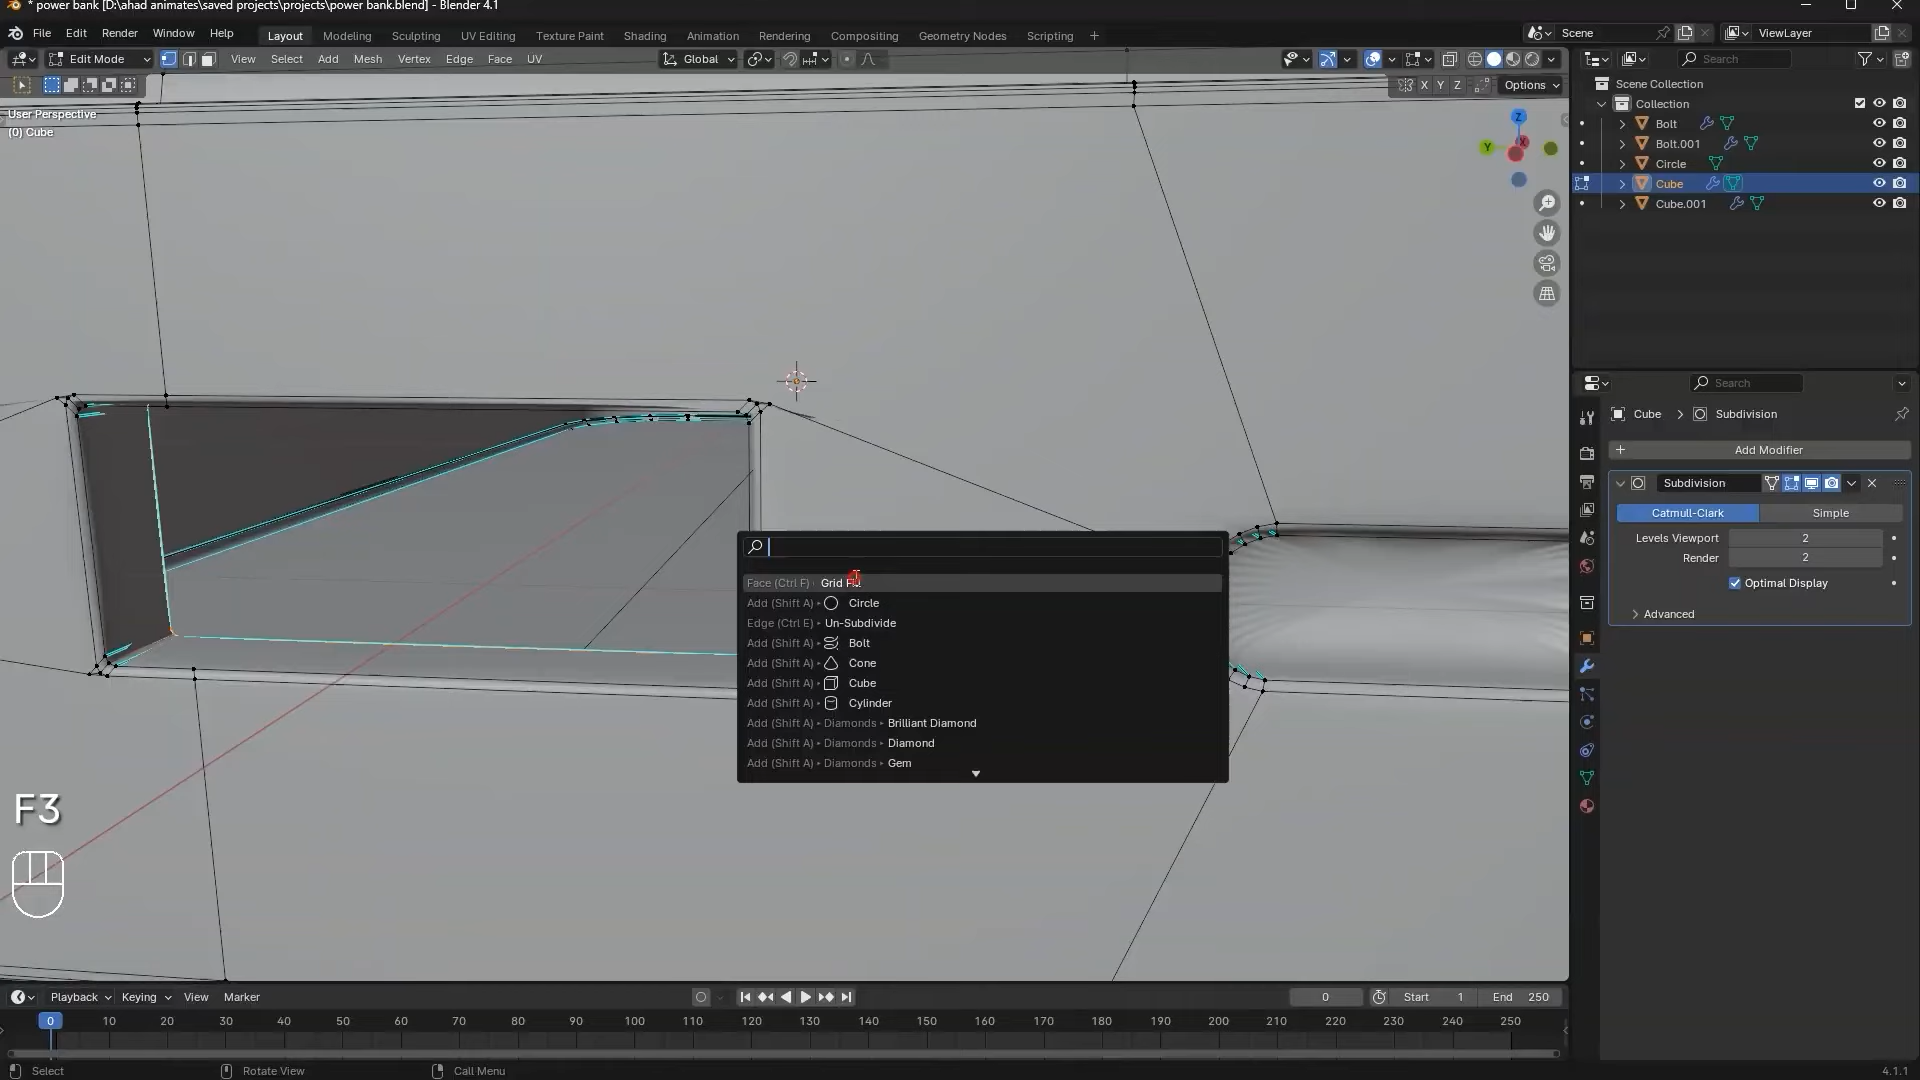 * power bank [D:\ahad animates\saved projects\projects\power bank.blend] - Blender 4.1
File Edit Render Window Help
Layout Modeling Sculpting UV Editing Texture Paint Shading Animation Rendering Compositing Geometry Nodes Scripting +
Scene
ViewLayer
Edit Mode View Select Add Mesh Vertex Edge Face UV
Global
Search
X Y Z Options
User Perspective
(0) Cube
Z
Y
X
Scene Collection
Collection
Bolt
Bolt.001
Circle
Cube
Cube.001
Search
Cube > Subdivision
+ Add Modifier
Subdivision
Catmull-Clark Simple
Levels Viewport 2
Render 2
Optimal Display
Advanced
Face (Ctrl F) Grid Fill
Add (Shift A) ▸ Circle
Edge (Ctrl E) ▸ Un-Subdivide
Add (Shift A) ▸ Bolt
Add (Shift A) ▸ Cone
Add (Shift A) ▸ Cube
Add (Shift A) ▸ Cylinder
Add (Shift A) ▸ Diamonds ▸ Brilliant Diamond
Add (Shift A) ▸ Diamonds ▸ Diamond
Add (Shift A) ▸ Diamonds ▸ Gem
F3
Playback Keying View Marker
0 Start 1 End 250
0 10 20 30 40 50 60 70 80 90 100 110 120 130 140 150 160 170 180 190 200 210 220 230 240 250
Select Rotate View Call Menu
4.1.1